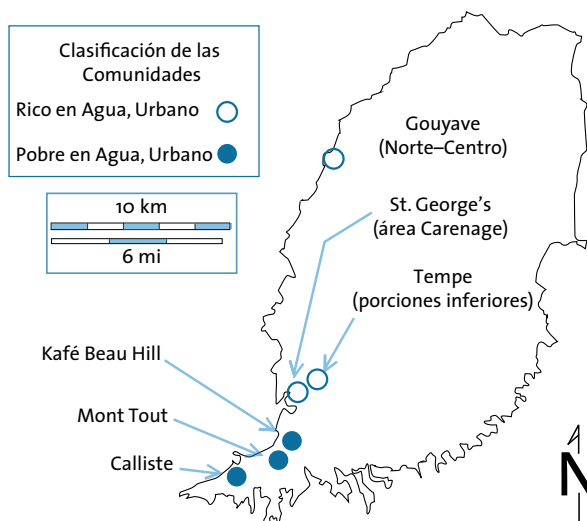 Clasificación de las
Comunidades
Rico en Agua, Urbano
Pobre en Agua, Urbano
10 km
6 mi
Gouyave
(Norte–Centro)
St. George's
(área Carenage)
Tempe
(porciones inferiores)
Kafé Beau Hill
Mont Tout
Calliste
N